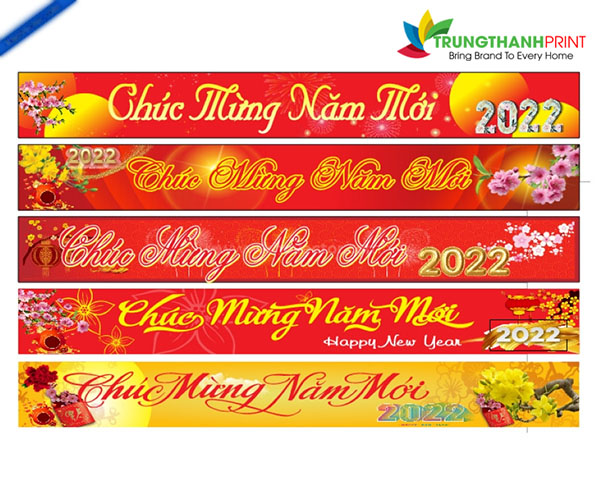 TRUNGTHANHPRINT
Bring Brand To Every Home
Chúc Mừng Năm Mới
2022
2022
Chúc Mừng Năm Mới
Chúc Mừng Năm Mới
2022
Chúc Mừng Năm Mới
Happy New Year
2022
Chúc Mừng Năm Mới
2022